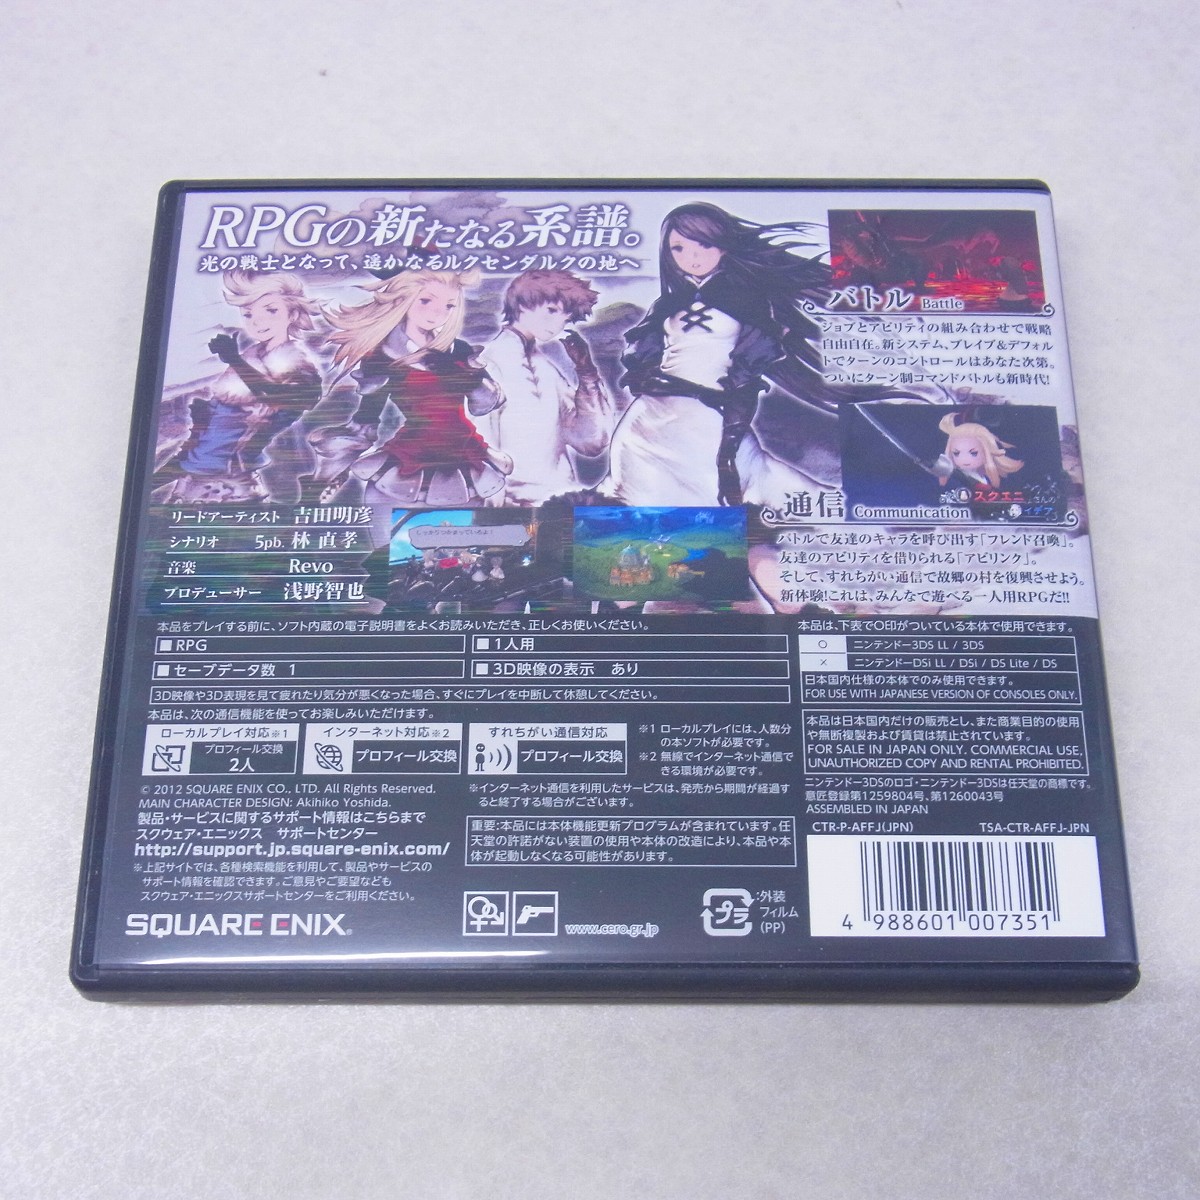 RPGの新たなる系譜。
光の戦士となって、遥かなるルクセンダルクの地へ
バトル Battle
ジョブとアビリティの組み合わせで戦略
自由自在。新システム、ブレイブ&デフォル
トでターンのコントロールはあなた次第。
ついにターン制コマンドバトルも新時代!
スクエニ
通信 Communication
バトルで友達のキャラを呼び出す「フレンド召喚」。
友達のアビリティを借りられる「アビリンク」。
そして、すれちがい通信で故郷の村を復興させよう。
新体験!これは、みんなで遊べる一人用RPGだ!!
リードアーティスト 吉田明彦
シナリオ 5pb. 林 直孝
音楽 Revo
プロデューサー 浅野智也
本品をプレイする前に、ソフト内蔵の電子説明書をよくお読みいただき、正しくお使いください。
■RPG
■1人用
■セーブデータ数 1
■3D映像の表示 あり
3D映像や3D表現を見て疲れたり気分が悪くなった場合、すぐにプレイを中断して休憩してください。
本品は、次の通信機能を使ってお楽しみいただけます。
ローカルプレイ対応※1
プロフィール交換
2人
インターネット対応※2
プロフィール交換
すれちがい通信対応
プロフィール交換
※1 ローカルプレイには、人数分
の本ソフトが必要です。
※2 無線でインターネット通信で
きる環境が必要です。
※インターネット通信を利用したサービスは、発売から期間が経過す
ると終了する場合がございます。
重要:本品には本体機能更新プログラムが含まれています。任
天堂の許諾がない装置の使用や本体の改造により、本品や本
体が起動しなくなる可能性があります。
© 2012 SQUARE ENIX CO., LTD. All Rights Reserved.
MAIN CHARACTER DESIGN: Akihiko Yoshida.
製品・サービスに関するサポート情報はこちらまで
スクウェア・エニックス サポートセンター
http://support.jp.square-enix.com/
※上記サイトでは、各種検索機能を利用して、製品やサービスの
サポート情報を確認できます。ご意見やご要望なども
スクウェア・エニックスサポートセンターをご利用ください。
SQUARE ENIX®
www.cero.gr.jp
プラ
:外装
フィルム
(PP)
本品は、下表で○印がついている本体で使用できます。
○ ニンテンドー3DS LL / 3DS
× ニンテンドーDSi LL / DSi / DS Lite / DS
日本国内仕様の本体でのみ使用できます。
FOR USE WITH JAPANESE VERSION OF CONSOLES ONLY.
本品は日本国内だけの販売とし、また商業目的の使用
や無断複製および賃貸は禁止されています。
FOR SALE IN JAPAN ONLY. COMMERCIAL USE,
UNAUTHORIZED COPY AND RENTAL PROHIBITED.
ニンテンドー3DSのロゴ・ニンテンドー3DSは任天堂の商標です。
意匠登録第1259804号、第1260043号
ASSEMBLED IN JAPAN
CTR-P-AFFJ(JPN) TSA-CTR-AFFJ-JPN
4 988601 007351